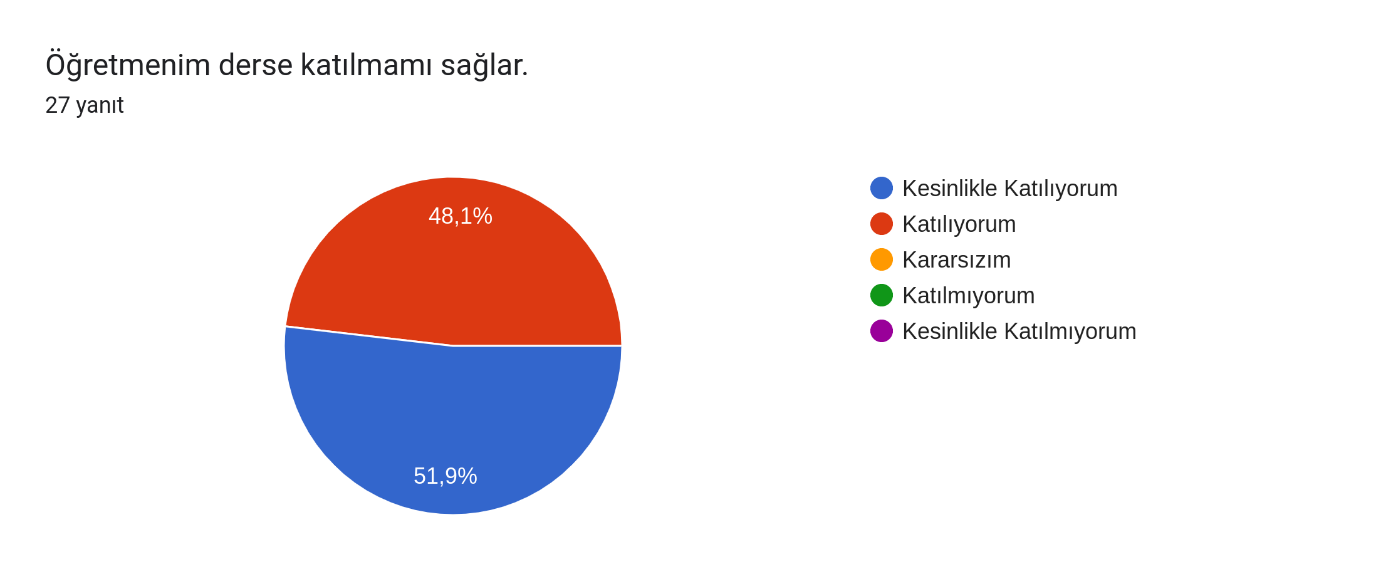 Öğretmenim derse katılmamı sağlar.
27 yanıt
48,1%
51,9%
Kesinlikle Katılıyorum
Katılıyorum
Kararsızım
Katılmıyorum
Kesinlikle Katılmıyorum